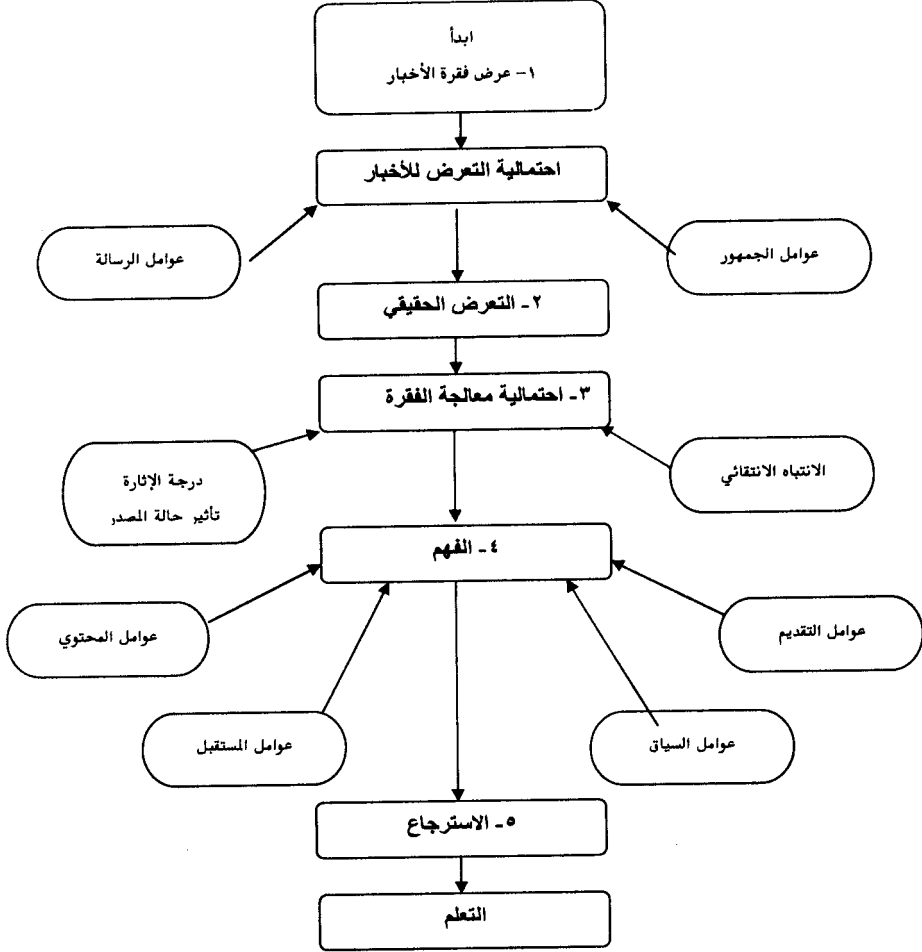 ابدأ
١- عرض فقرة الأخبار
احتمالية التعرض للأخبار
عوامل الجمهور
عوامل الرسالة
٢- التعرض الحقيقي
٣- احتمالية معالجة الفقرة
الانتباه الانتقائي
درجة الإثارة
تأثير حالة المصدر
٤- الفهم
عوامل التقديم
عوامل المحتوي
عوامل السياق
عوامل المستقبل
٥- الاسترجاع
التعلم